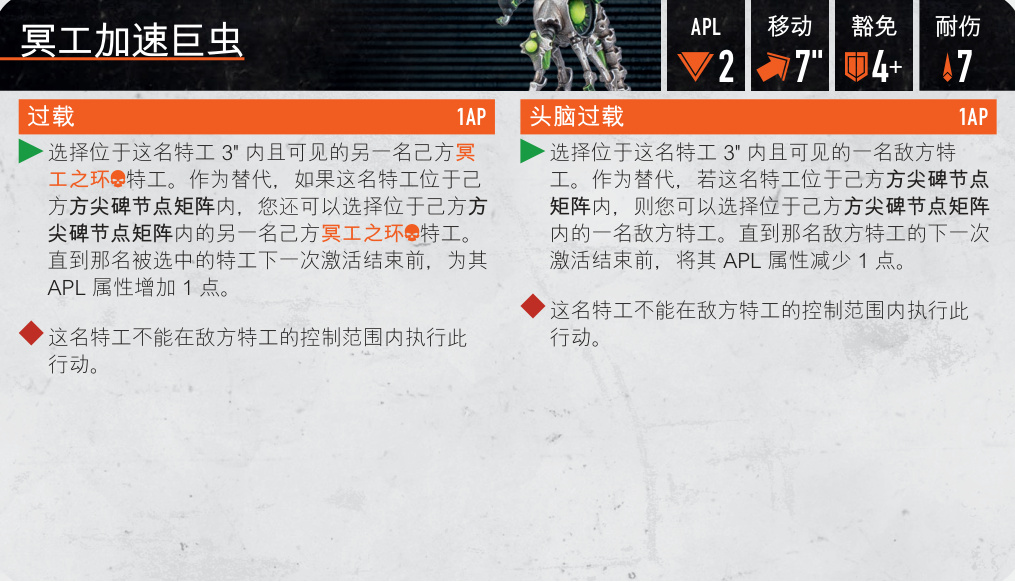 冥工加速巨虫
APL
2
移动
7"
豁免
4+
耐伤
7
过载 1AP
选择位于这名特工 3" 内且可见的另一名己方冥
工之环特工。作为替代，如果这名特工位于己
方方尖碑节点矩阵内，您还可以选择位于己方方
尖碑节点矩阵内的另一名己方冥工之环特工。
直到那名被选中的特工下一次激活结束前，为其
APL 属性增加 1 点。
这名特工不能在敌方特工的控制范围内执行此
行动。
头脑过载 1AP
选择位于这名特工 3" 内且可见的一名敌方特
工。作为替代，若这名特工位于己方方尖碑节点
矩阵内，则您可以选择位于己方方尖碑节点矩阵
内的一名敌方特工。直到那名敌方特工的下一次
激活结束前，将其 APL 属性减少 1 点。
这名特工不能在敌方特工的控制范围内执行此
行动。